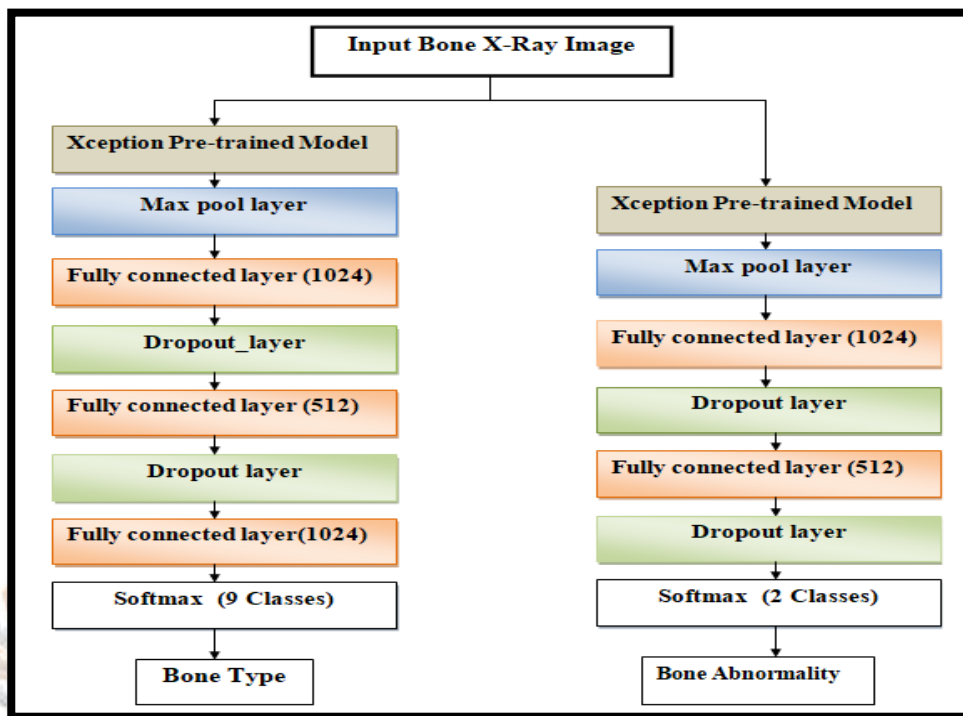 Input Bone X-Ray Image
Xception Pre-trained Model
Max pool layer
Fully connected layer (1024)
Dropout_layer
Fully connected layer (512)
Dropout layer
Fully connected layer(1024)
Softmax (9 Classes)
Bone Type
Xception Pre-trained Model
Max pool layer
Fully connected layer (1024)
Dropout layer
Fully connected layer (512)
Dropout layer
Softmax (2 Classes)
Bone Abnormality